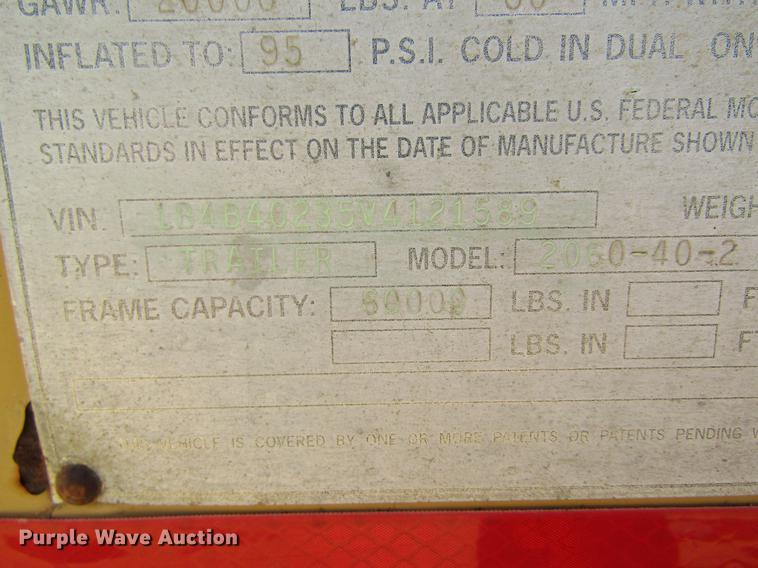 GAWR: 20000 LBS. AT 60
INFLATED TO: 95 P.S.I. COLD IN DUAL ON
THIS VEHICLE CONFORMS TO ALL APPLICABLE U.S. FEDERAL MO
STANDARDS IN EFFECT ON THE DATE OF MANUFACTURE SHOWN
VIN: 1B4B40235V4121589 WEIGH
TYPE: TRAILER MODEL: 2060-40-2
FRAME CAPACITY: 60000 LBS. IN F
LBS. IN F
THIS VEHICLE IS COVERED BY ONE OR MORE PATENTS OR PATENTS PENDING W
Purple Wave Auction